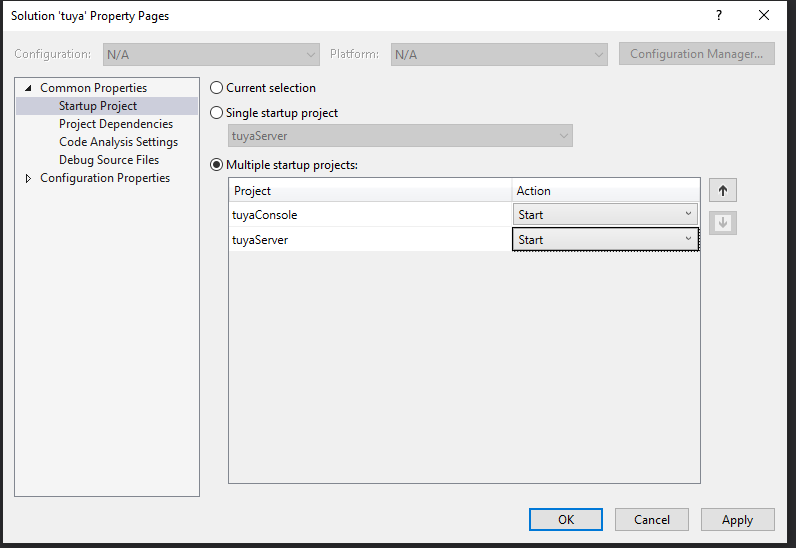 Solution 'tuya' Property Pages
?
Configuration: N/A Platform: N/A Configuration Manager...
Common Properties
Startup Project
Project Dependencies
Code Analysis Settings
Debug Source Files
Configuration Properties
Current selection
Single startup project
tuyaServer
Multiple startup projects:
Project Action
tuyaConsole Start
tuyaServer Start
OK Cancel Apply